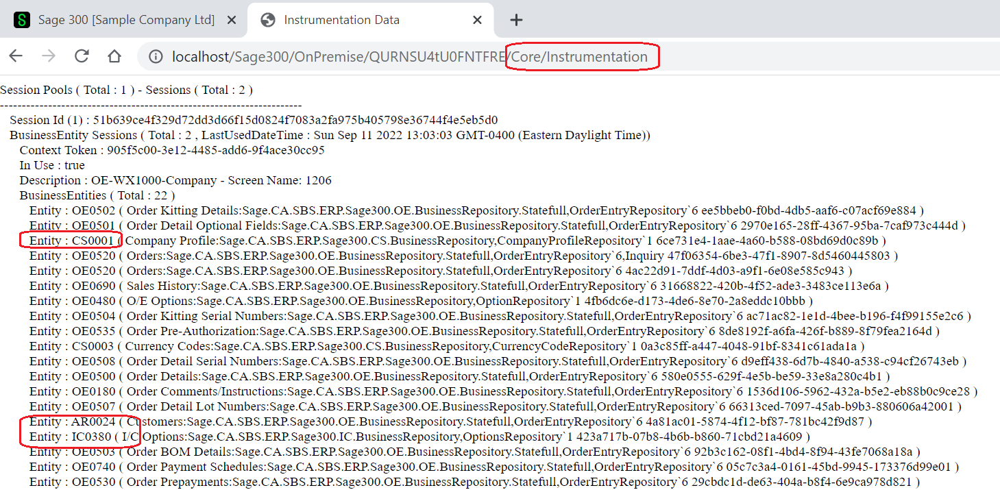 Sage 300 [Sample Company Ltd]
Instrumentation Data
localhost/Sage300/OnPremise/QURNSU4tU0FNTFRE/Core/Instrumentation
Session Pools ( Total : 1 ) - Sessions ( Total : 2 )
--------------------------------------------------------------------
Session Id (1) : 51b639ce4f329d72dd3d66f15d0824f7083a2fa975b405798e36744f4e5eb5d0
BusinessEntity Sessions ( Total : 2 , LastUsedDateTime : Sun Sep 11 2022 13:03:03 GMT-0400 (Eastern Daylight Time))
Context Token : 905f5c00-3e12-4485-add6-9f4ace30cc95
In Use : true
Description : OE-WX1000-Company - Screen Name: 1206
BusinessEntities ( Total : 22 )
Entity : OE0502 ( Order Kitting Details:Sage.CA.SBS.ERP.Sage300.OE.BusinessRepository.Statefull,OrderEntryRepository`6 ee5bbeb0-f0bd-4db5-aaf6-c07acf69e884 )
Entity : OE0501 ( Order Detail Optional Fields:Sage.CA.SBS.ERP.Sage300.OE.BusinessRepository.Statefull,OrderEntryRepository`6 2970e165-28ff-4367-95ba-7caf973c444d )
Entity : CS0001 ( Company Profile:Sage.CA.SBS.ERP.Sage300.CS.BusinessRepository,CompanyProfileRepository`1 6ce731e4-1aae-4a60-b588-08bd69d0c89b )
Entity : OE0520 ( Orders:Sage.CA.SBS.ERP.Sage300.OE.BusinessRepository.Statefull,OrderEntryRepository`6,Inquiry 47f06354-6be3-47f1-8907-8d5460445803 )
Entity : OE0520 ( Orders:Sage.CA.SBS.ERP.Sage300.OE.BusinessRepository.Statefull,OrderEntryRepository`6 4ac22d91-7ddf-4d03-a9f1-6e08e585c943 )
Entity : OE0690 ( Sales History:Sage.CA.SBS.ERP.Sage300.OE.BusinessRepository.Statefull,OrderEntryRepository`6 31668822-420b-4f52-ade3-3483ce113e6a )
Entity : OE0480 ( O/E Options:Sage.CA.SBS.ERP.Sage300.OE.BusinessRepository,OptionRepository`1 4fb6dc6e-d173-4de6-8e70-2a8eddc10bbb )
Entity : OE0504 ( Order Kitting Serial Numbers:Sage.CA.SBS.ERP.Sage300.OE.BusinessRepository.Statefull,OrderEntryRepository`6 ac71ac82-1e1d-4bee-b196-f4f99155e2c6 )
Entity : OE0535 ( Order Pre-Authorization:Sage.CA.SBS.ERP.Sage300.OE.BusinessRepository.Statefull,OrderEntryRepository`6 8de8192f-a6fa-426f-b889-8f79fea2164d )
Entity : CS0003 ( Currency Codes:Sage.CA.SBS.ERP.Sage300.CS.BusinessRepository,CurrencyCodeRepository`1 0a3c85ff-a447-4048-91bf-8341c61ada1a )
Entity : OE0508 ( Order Detail Serial Numbers:Sage.CA.SBS.ERP.Sage300.OE.BusinessRepository.Statefull,OrderEntryRepository`6 d9eff438-6d7b-4840-a538-c94cf26743eb )
Entity : OE0500 ( Order Details:Sage.CA.SBS.ERP.Sage300.OE.BusinessRepository.Statefull,OrderEntryRepository`6 580e0555-629f-4e5b-be59-33e8a280c4b1 )
Entity : OE0180 ( Order Comments/Instructions:Sage.CA.SBS.ERP.Sage300.OE.BusinessRepository.Statefull,OrderEntryRepository`6 1536d106-5962-432a-b5e2-eb88b0c9ce28 )
Entity : OE0507 ( Order Detail Lot Numbers:Sage.CA.SBS.ERP.Sage300.OE.BusinessRepository.Statefull,OrderEntryRepository`6 66313ced-7097-45ab-b9b3-880606a42001 )
Entity : AR0024 ( Customers:Sage.CA.SBS.ERP.Sage300.OE.BusinessRepository.Statefull,OrderEntryRepository`6 4a81ac01-5874-4f12-bf87-781bc42f9d87 )
Entity : IC0380 ( I/C Options:Sage.CA.SBS.ERP.Sage300.IC.BusinessRepository,OptionsRepository`1 423a717b-07b8-4b6b-b860-71cbd21a4609 )
Entity : OE0503 ( Order BOM Details:Sage.CA.SBS.ERP.Sage300.OE.BusinessRepository.Statefull,OrderEntryRepository`6 92b3c162-08f1-4bd4-8f94-43fe7068a18a )
Entity : OE0740 ( Order Payment Schedules:Sage.CA.SBS.ERP.Sage300.OE.BusinessRepository.Statefull,OrderEntryRepository`6 05c7c3a4-0161-45bd-9945-173376d99e01 )
Entity : OE0530 ( Order Prepayments:Sage.CA.SBS.ERP.Sage300.OE.BusinessRepository.Statefull,OrderEntryRepository`6 29cbdc1d-de63-404a-b8f4-6e9ca978d821 )